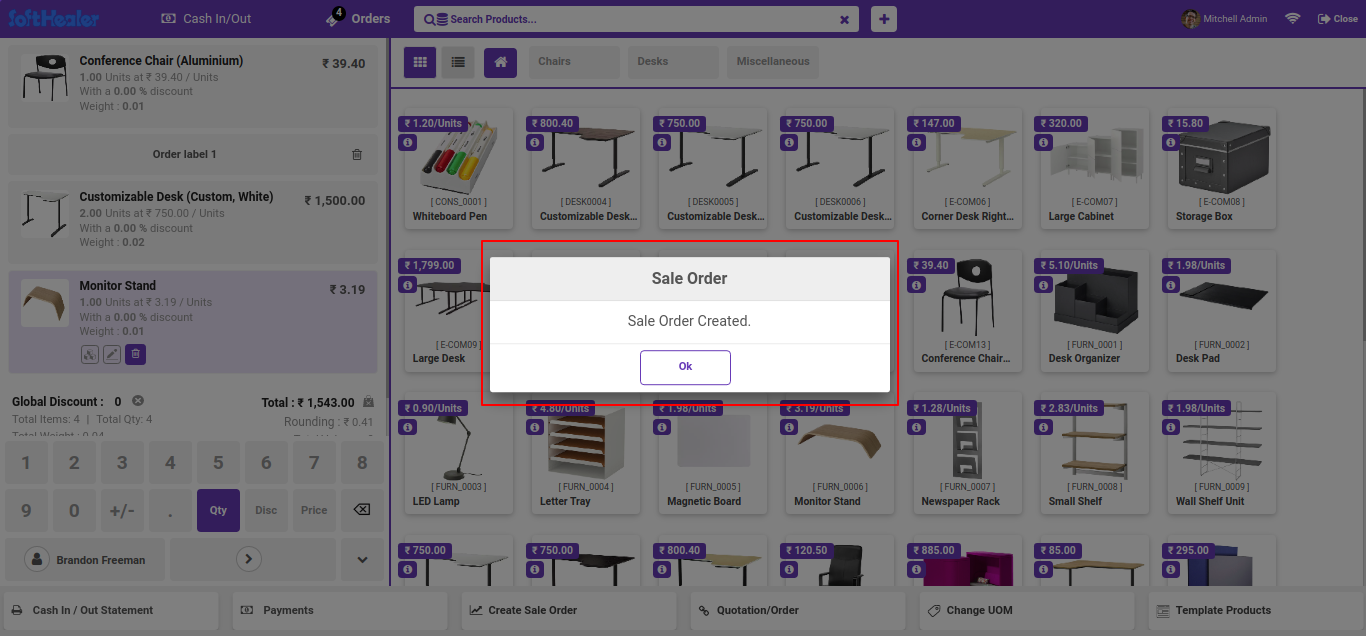 SoftHealer
Cash In/Out
4
Orders
Search Products...
Mitchell Admin
Close
Conference Chair (Aluminium)
₹ 39.40
1.00 Units at ₹ 39.40 / Units
With a 0.00 % discount
Weight : 0.01
Order label 1
Customizable Desk (Custom, White)
₹ 1,500.00
2.00 Units at ₹ 750.00 / Units
With a 0.00 % discount
Weight : 0.02
Monitor Stand
₹ 3.19
1.00 Units at ₹ 3.19 / Units
With a 0.00 % discount
Weight : 0.01
Global Discount : 0
Total : ₹ 1,543.00
Total Items: 4 | Total Qty: 4
Rounding : ₹ 0.41
Total Weight : 0.04
1 2 3 4 5 6 7 8
9 0 +/- . Qty Disc Price
Brandon Freeman
Chairs
Desks
Miscellaneous
₹ 1.20/Units
[ CONS_0001 ]
Whiteboard Pen
₹ 800.40
[ DESK0004 ]
Customizable Desk...
₹ 750.00
[ DESK0005 ]
Customizable Desk...
₹ 750.00
[ DESK0006 ]
Customizable Desk...
₹ 147.00
[ E-COM06 ]
Corner Desk Right...
₹ 320.00
[ E-COM07 ]
Large Cabinet
₹ 15.80
[ E-COM08 ]
Storage Box
₹ 1,799.00
[ E-COM09 ]
Large Desk
Sale Order
Sale Order Created.
Ok
₹ 39.40
[ E-COM13 ]
Conference Chair...
₹ 5.10/Units
[ FURN_0001 ]
Desk Organizer
₹ 1.98/Units
[ FURN_0002 ]
Desk Pad
₹ 0.90/Units
[ FURN_0003 ]
LED Lamp
₹ 4.80/Units
[ FURN_0004 ]
Letter Tray
₹ 1.98/Units
[ FURN_0005 ]
Magnetic Board
₹ 3.19/Units
[ FURN_0006 ]
Monitor Stand
₹ 1.28/Units
[ FURN_0007 ]
Newspaper Rack
₹ 2.83/Units
[ FURN_0008 ]
Small Shelf
₹ 1.98/Units
[ FURN_0009 ]
Wall Shelf Unit
₹ 750.00
₹ 750.00
₹ 800.40
₹ 120.50
₹ 885.00
₹ 85.00
₹ 295.00
Cash In / Out Statement
Payments
Create Sale Order
Quotation/Order
Change UOM
Template Products